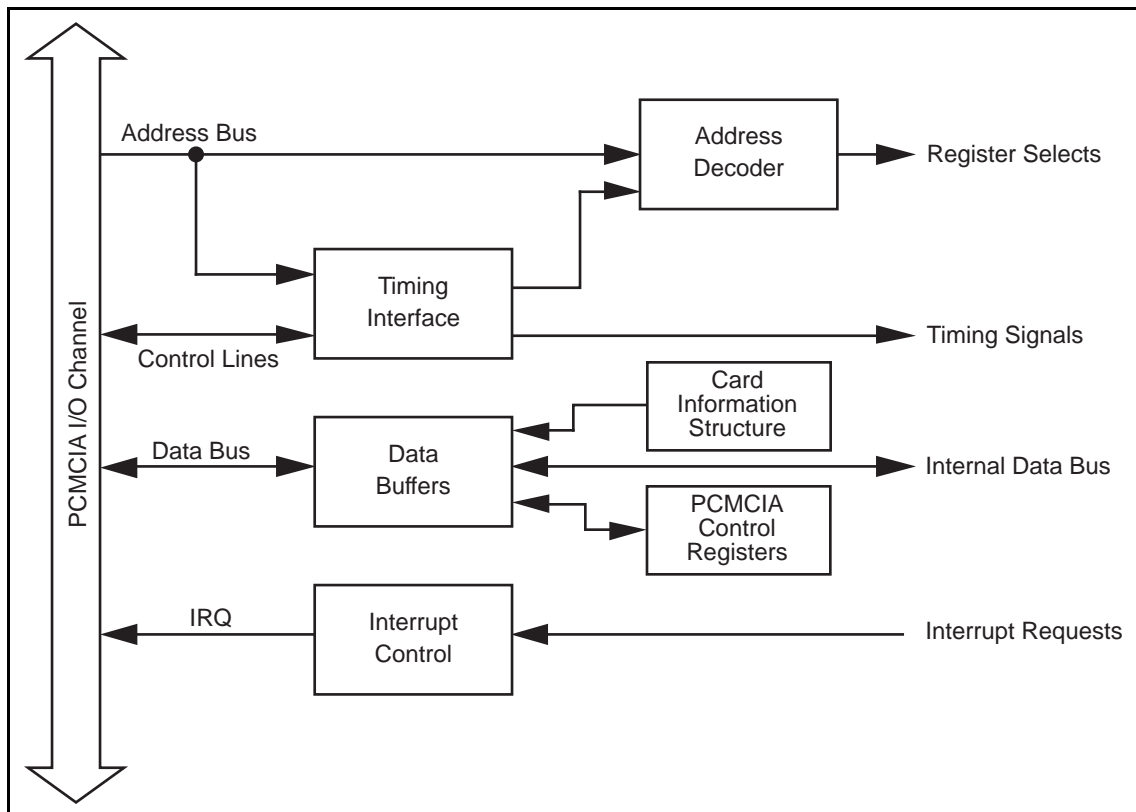 PCMCIA I/O Channel
Address Bus
Address
Decoder
Register Selects
Timing
Interface
Control Lines
Timing Signals
Card
Information
Structure
Data Bus
Data
Buffers
Internal Data Bus
PCMCIA
Control
Registers
IRQ
Interrupt
Control
Interrupt Requests